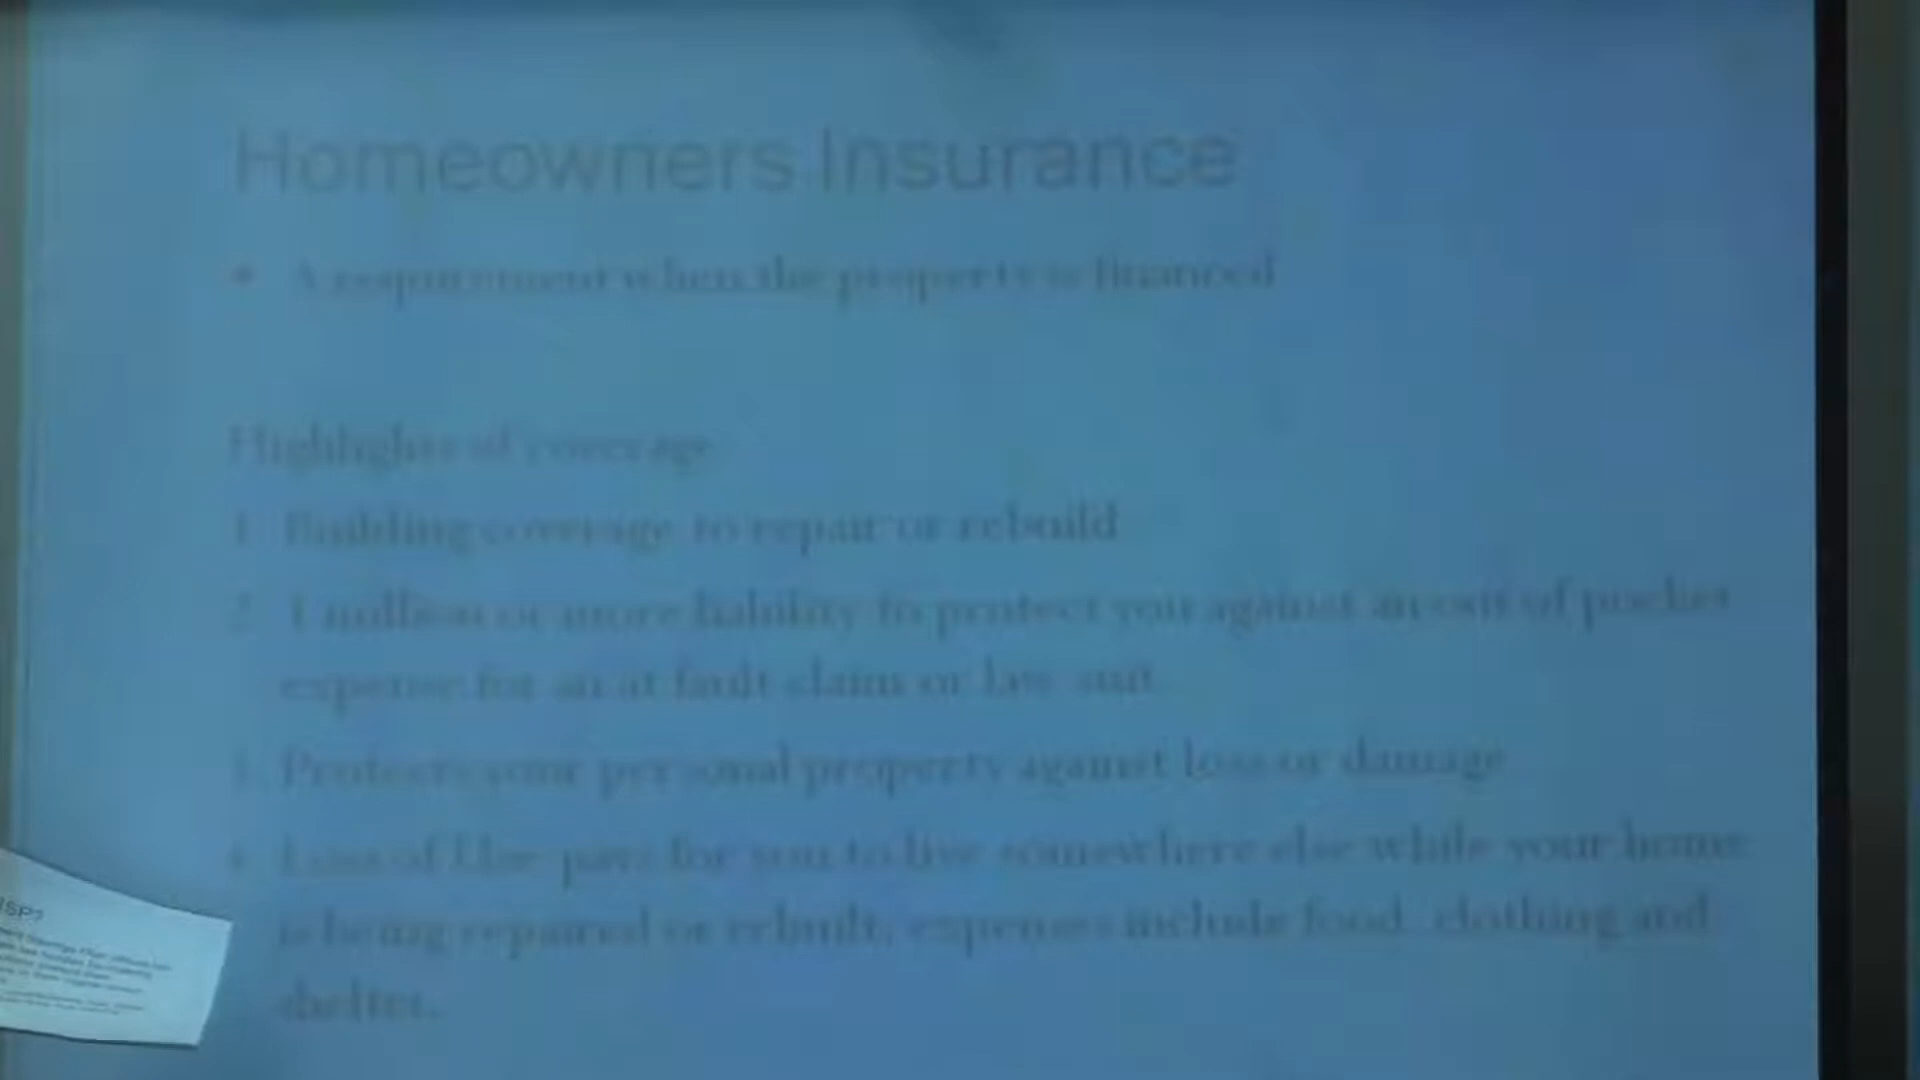 Homeowners Insurance
• A requirement when the property is financed
Highlights of coverage
1. Building coverage to repair or rebuild
2. 1 million or more liability to protect you against an out of pocket
expense for an at fault claim or law suit
3. Protects your personal property against loss or damage
4. Loss of Use pays for you to live somewhere else while your home
is being repaired or rebuilt, expenses include food, clothing and
shelter.
SP?